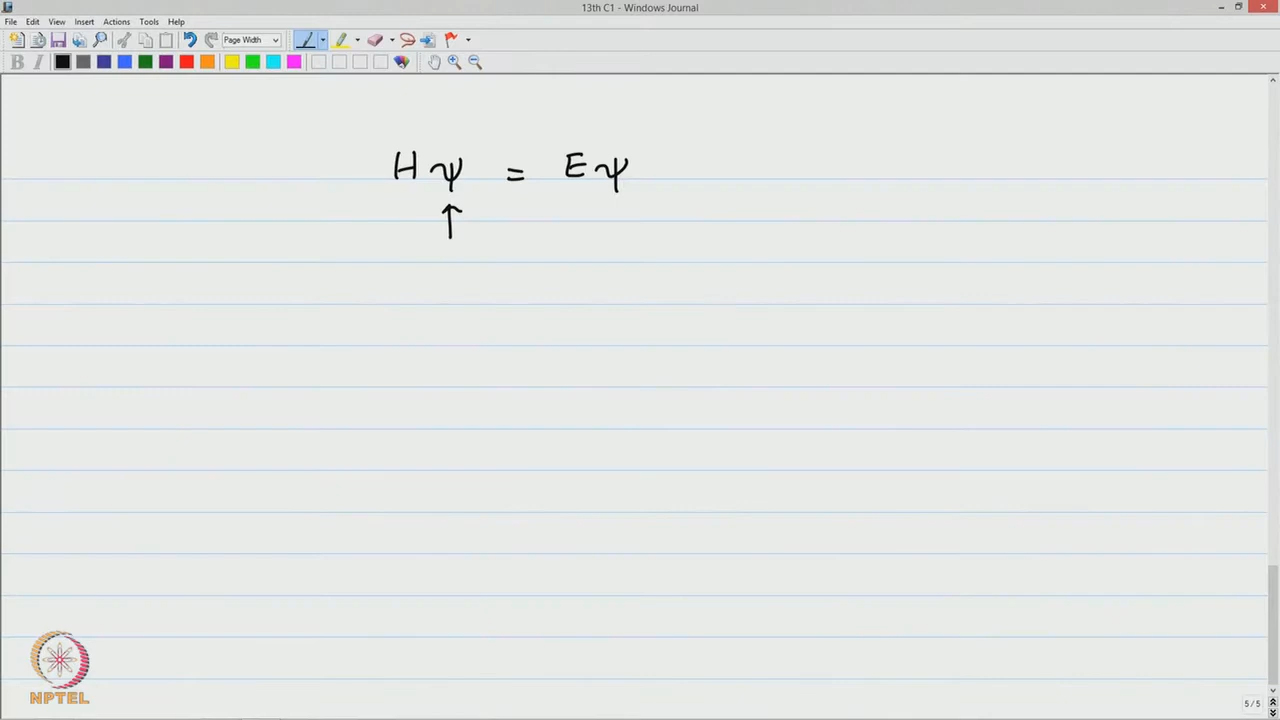 13th C1 - Windows Journal
File Edit View Insert Actions Tools Help
Page Width
B I
Hψ = Eψ
↑
NPTEL
5/5